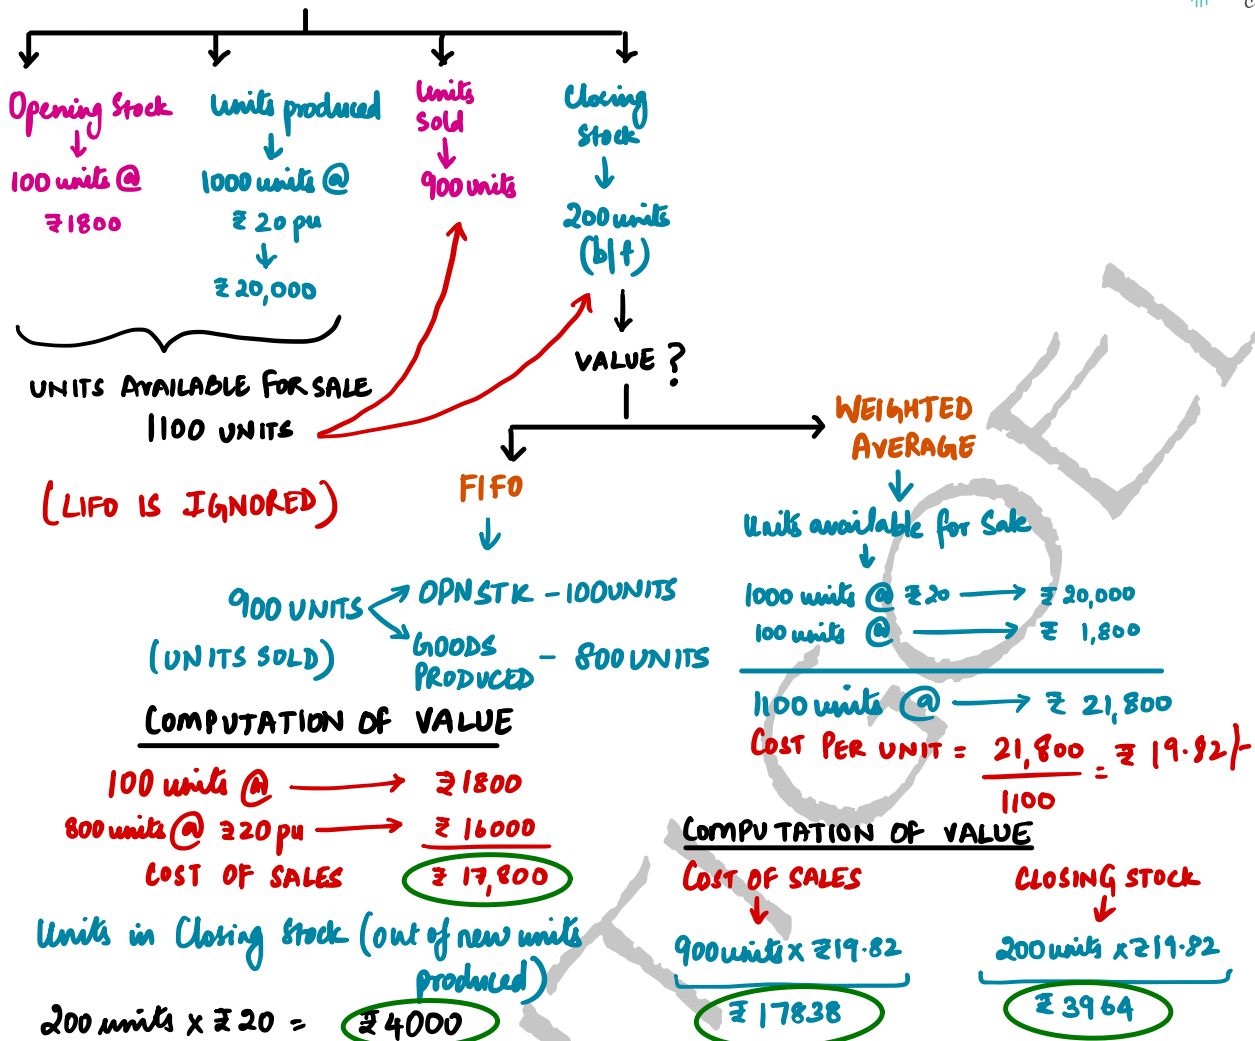 Opening Stock
100 units @
₹1800
Units produced
1000 units @
₹ 20 pu
₹ 20,000
Units
Sold
900 units
Closing
Stock
200 units
(b/f)
VALUE ?
UNITS AVAILABLE FOR SALE
1100 UNITS
(LIFO IS IGNORED)
FIFO
900 UNITS
(UNITS SOLD)
OPNSTK - 100 UNITS
GOODS
PRODUCED - 800 UNITS
COMPUTATION OF VALUE
100 units @ ₹1800
800 units @ ₹20 pu ₹ 16000
COST OF SALES ₹ 17,800
Units in Closing Stock (out of new units
produced)
200 units x ₹20 = ₹4000
WEIGHTED
AVERAGE
Units available for Sale
1000 units @ ₹20 ₹ 20,000
100 units @ ₹ 1,800
1100 units @ ₹ 21,800
COST PER UNIT = 21,800 = ₹ 19.82/-
1100
COMPUTATION OF VALUE
COST OF SALES
900 units x ₹19.82
₹ 17838
CLOSING STOCK
200 units x ₹19.82
₹ 3964